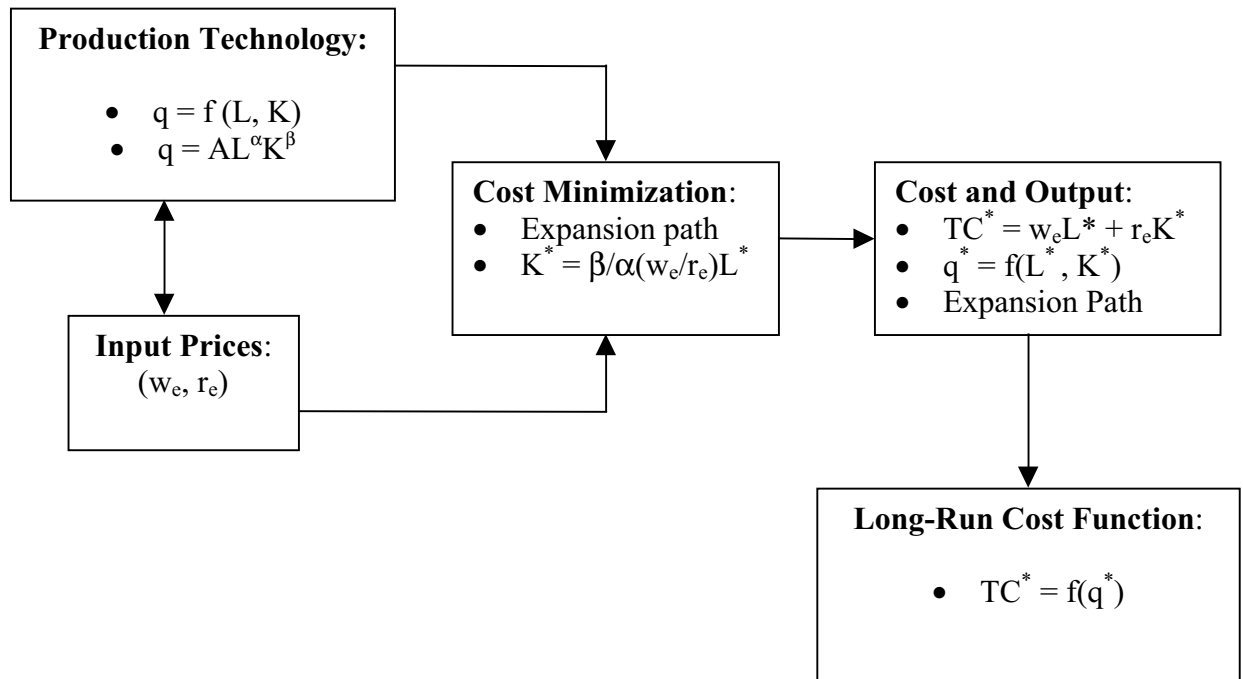 Production Technology:
• q = f (L, K)
• q = AL^αK^β
Input Prices:
(w_e, r_e)
Cost Minimization:
• Expansion path
• K^* = β/α(w_e/r_e)L^*
Cost and Output:
• TC^* = w_eL* + r_eK^*
• q^* = f(L^*, K^*)
• Expansion Path
Long-Run Cost Function:
• TC^* = f(q^*)